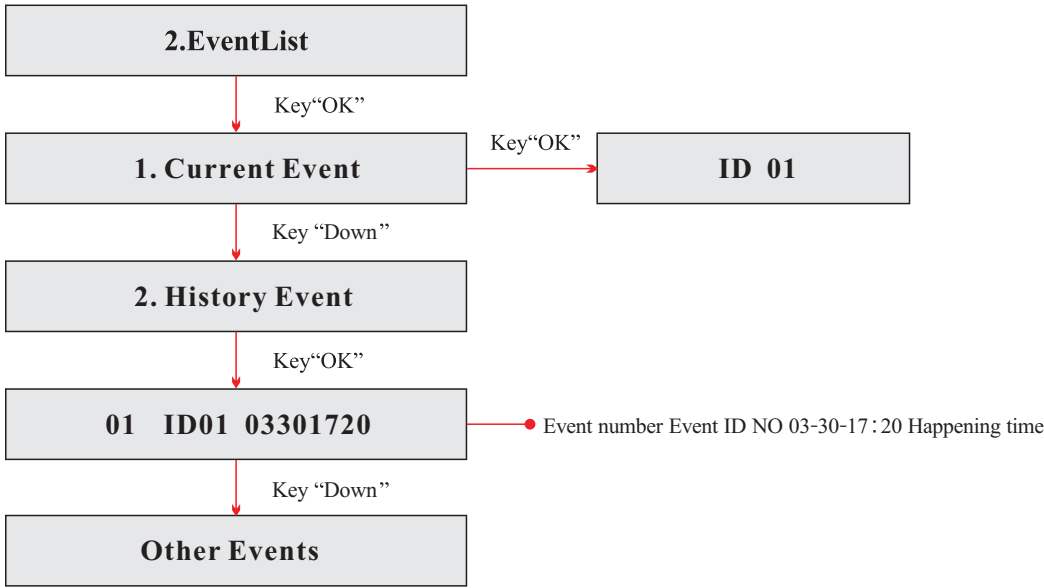 2.EventList
Key“OK”
1. Current Event
Key“OK”
ID 01
Key “Down”
2. History Event
Key“OK”
01 ID01 03301720
Event number Event ID NO 03-30-17:20 Happening time
Key “Down”
Other Events